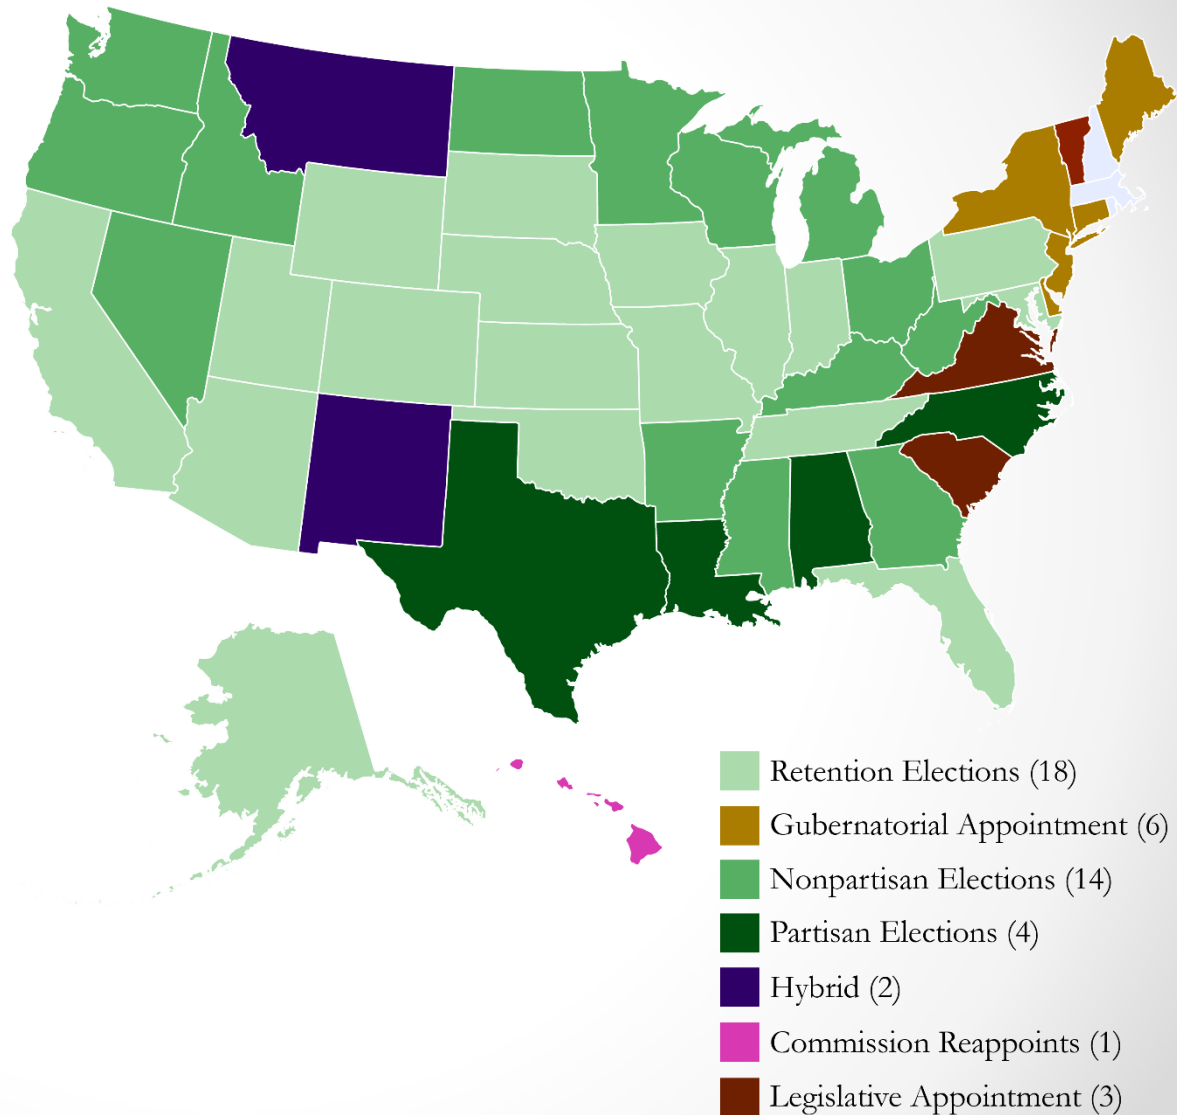 Retention Elections (18)
Gubernatorial Appointment (6)
Nonpartisan Elections (14)
Partisan Elections (4)
Hybrid (2)
Commission Reappoints (1)
Legislative Appointment (3)